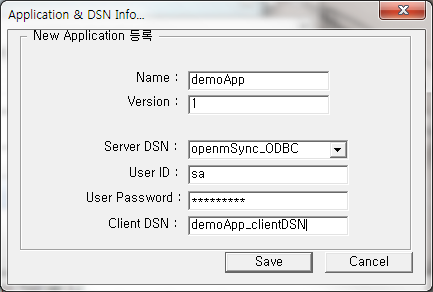 Application & DSN Info...
New Application 등록
Name : demoApp
Version : 1
Server DSN : openmSync_ODBC
User ID : sa
User Password : *********
Client DSN : demoApp_clientDSN
Save Cancel